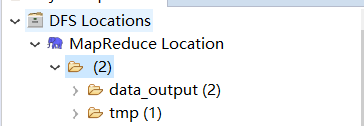 DFS Locations
MapReduce Location
(2)
data_output (2)
tmp (1)